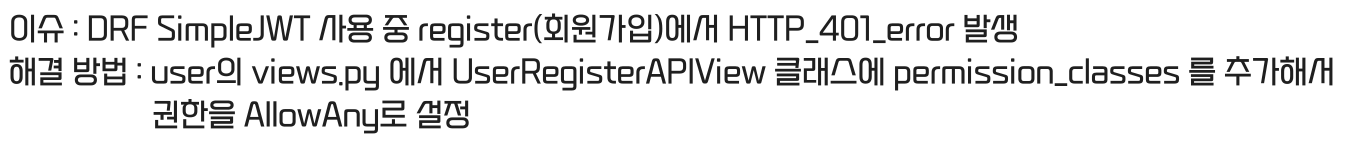 이슈 : DRF SimpleJWT 사용 중 register(회원가입)에서 HTTP_401_error 발생
해결 방법 : user의 views.py 에서 UserRegisterAPIView 클래스에 permission_classes 를 추가해서
권한을 AllowAny로 설정